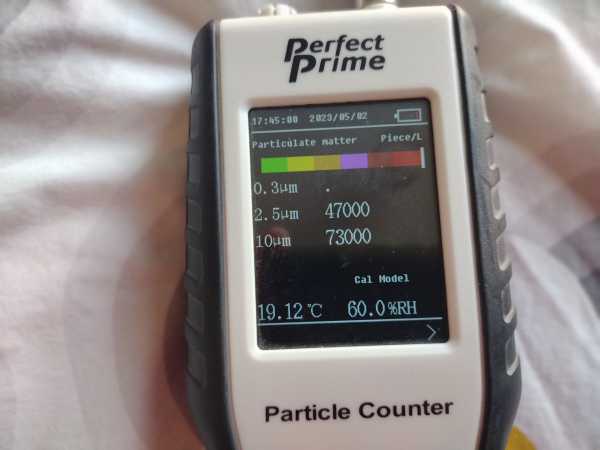 Perfect
Prime
17:45:00 2023/05/02
Particulate matter Piece/L
0.3μm .
2.5μm 47000
10μm 73000
Cal Model
19.12℃ 60.0%RH
>
Particle Counter